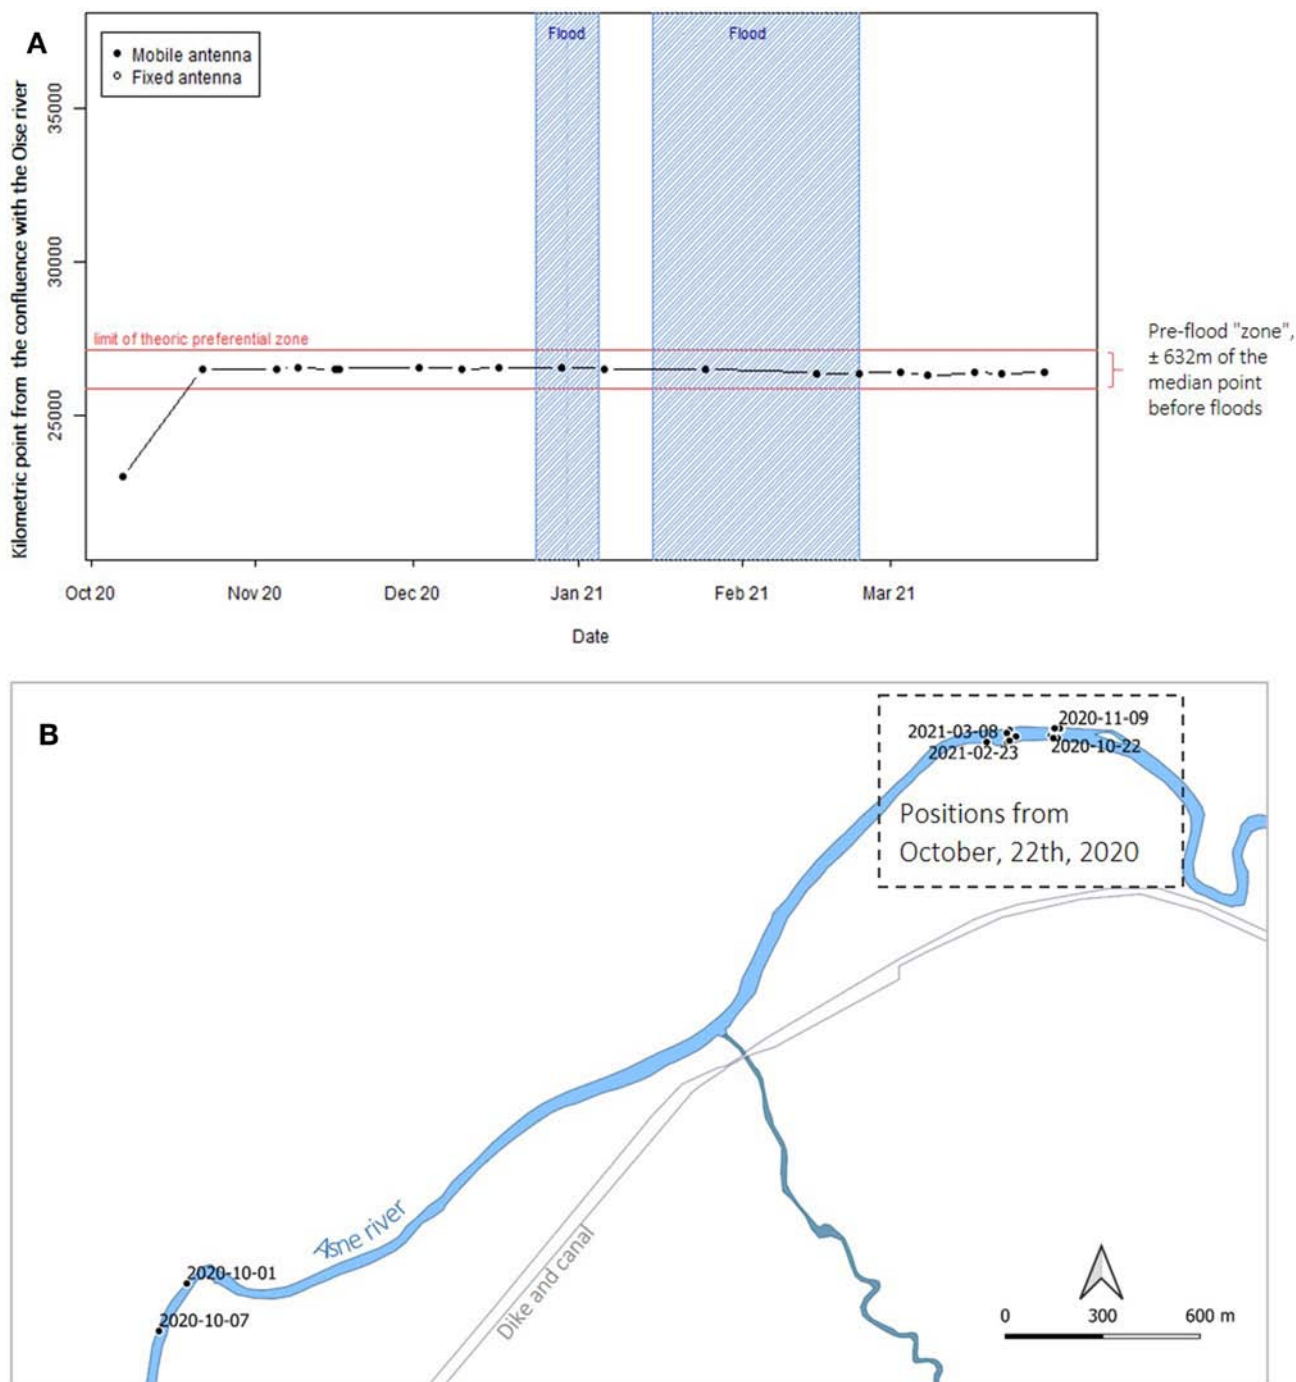 A
Mobile antenna
Fixed antenna
Flood
Flood
Kilometric point from the confluence with the Oise river
35000
30000
25000
limit of theoric preferential zone
Pre-flood "zone",
± 632m of the
median point
before floods
Oct 20
Nov 20
Dec 20
Jan 21
Feb 21
Mar 21
Date
B
2020-11-09
2021-03-08
2020-10-22
2021-02-23
Positions from
October, 22th, 2020
Asne river
2020-10-01
2020-10-07
Dike and canal
0 300 600 m